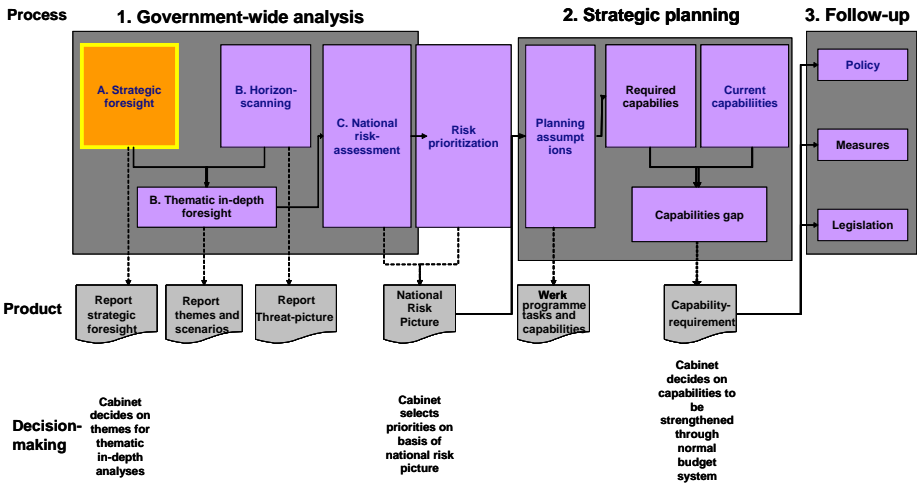 Process
1. Government-wide analysis
2. Strategic planning
3. Follow-up
A. Strategic
foresight
B. Horizon-
scanning
C. National
risk-
assessment
Risk
prioritization
B. Thematic in-depth
foresight
Planning
assumpt
ions
Required
capabilies
Current
capabiliities
Capabilities gap
Policy
Measures
Legislation
Product
Report
strategic
foresight
Report
themes and
scenarios
Report
Threat-picture
National
Risk
Picture
Werk
programme
tasks and
capabilities
Capability-
requirement
Decision-
making
Cabinet
decides on
themes for
thematic
in-depth
analyses
Cabinet
selects
priorities on
basis of
national risk
picture
Cabinet
decides on
capabilities to
be
strengthened
through
normal
budget
system